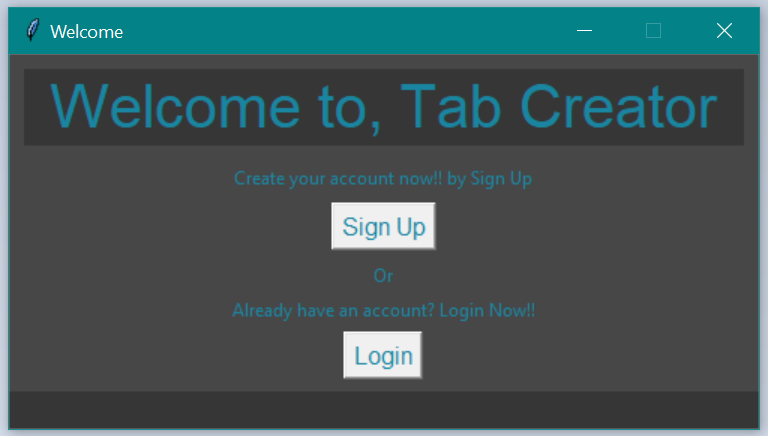 Welcome
Welcome to, Tab Creator
Create your account now!! by Sign Up
Sign Up
Or
Already have an account? Login Now!!
Login